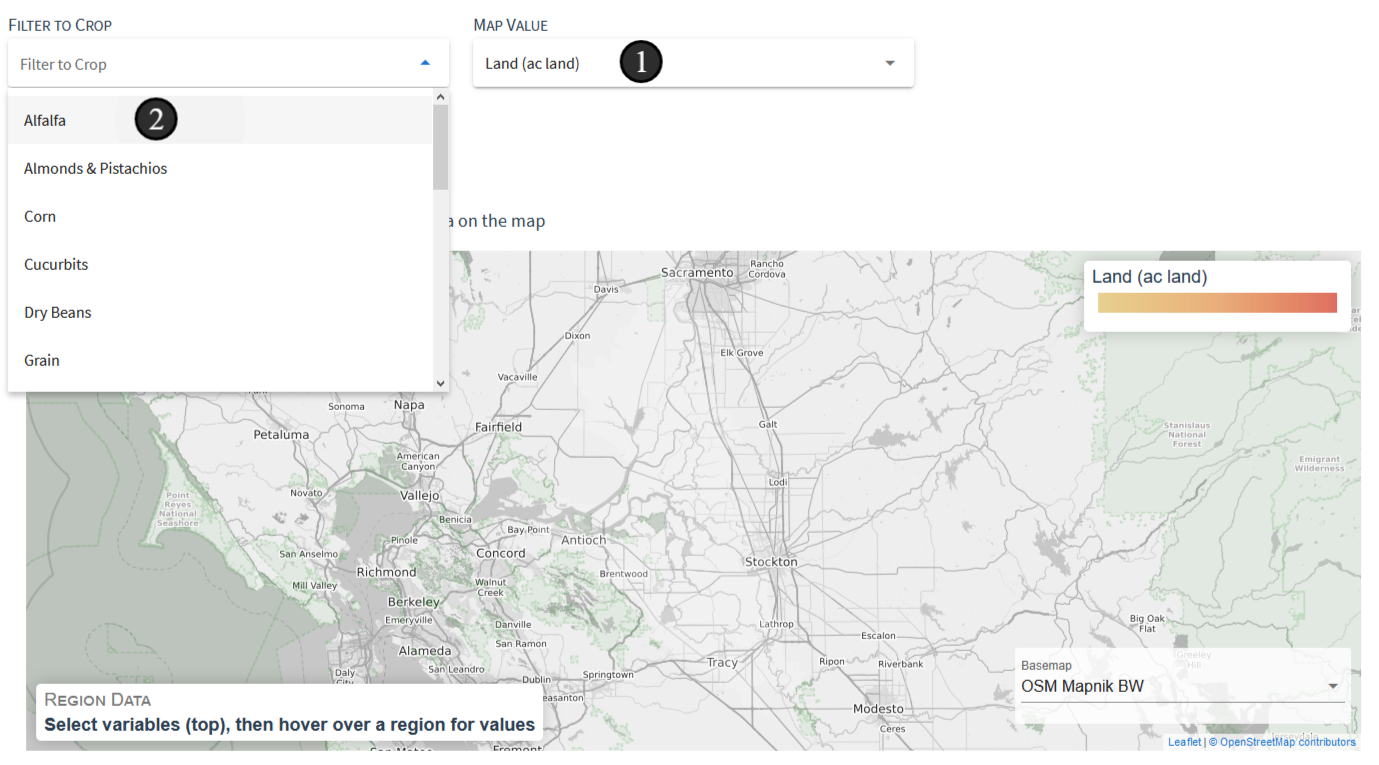 FILTER TO CROP
MAP VALUE
Filter to Crop
Land (ac land)
1
Alfalfa
2
Almonds & Pistachios
Corn
Cucurbits
Dry Beans
Grain
a on the map
Land (ac land)
Sacramento
Rancho
Cordova
Davis
Dixon
Elk Grove
Vacaville
Sonoma
Napa
Petaluma
Fairfield
Galt
Stanislaus
National
Forest
American
Canyon
Emigrant
Wilderness
Point
Reyes
National
Seashore
Novato
Vallejo
Lodi
Benicia
Bay Point
Pinole
Antioch
San Anselmo
Concord
Richmond
Stockton
Mill Valley
Walnut
Creek
Brentwood
Berkeley
Emeryville
Danville
Lathrop
Big Oak
Flat
Escalon
Alameda
San Ramon
San Leandro
Tracy
Ripon
Riverbank
Greeley
Hill
Daly
City
Dublin
Springtown
easanton
Basemap
OSM Mapnik BW
REGION DATA
Select variables (top), then hover over a region for values
Modesto
Ceres
San Mateo
Fremont
Leaflet | © OpenStreetMap contributors